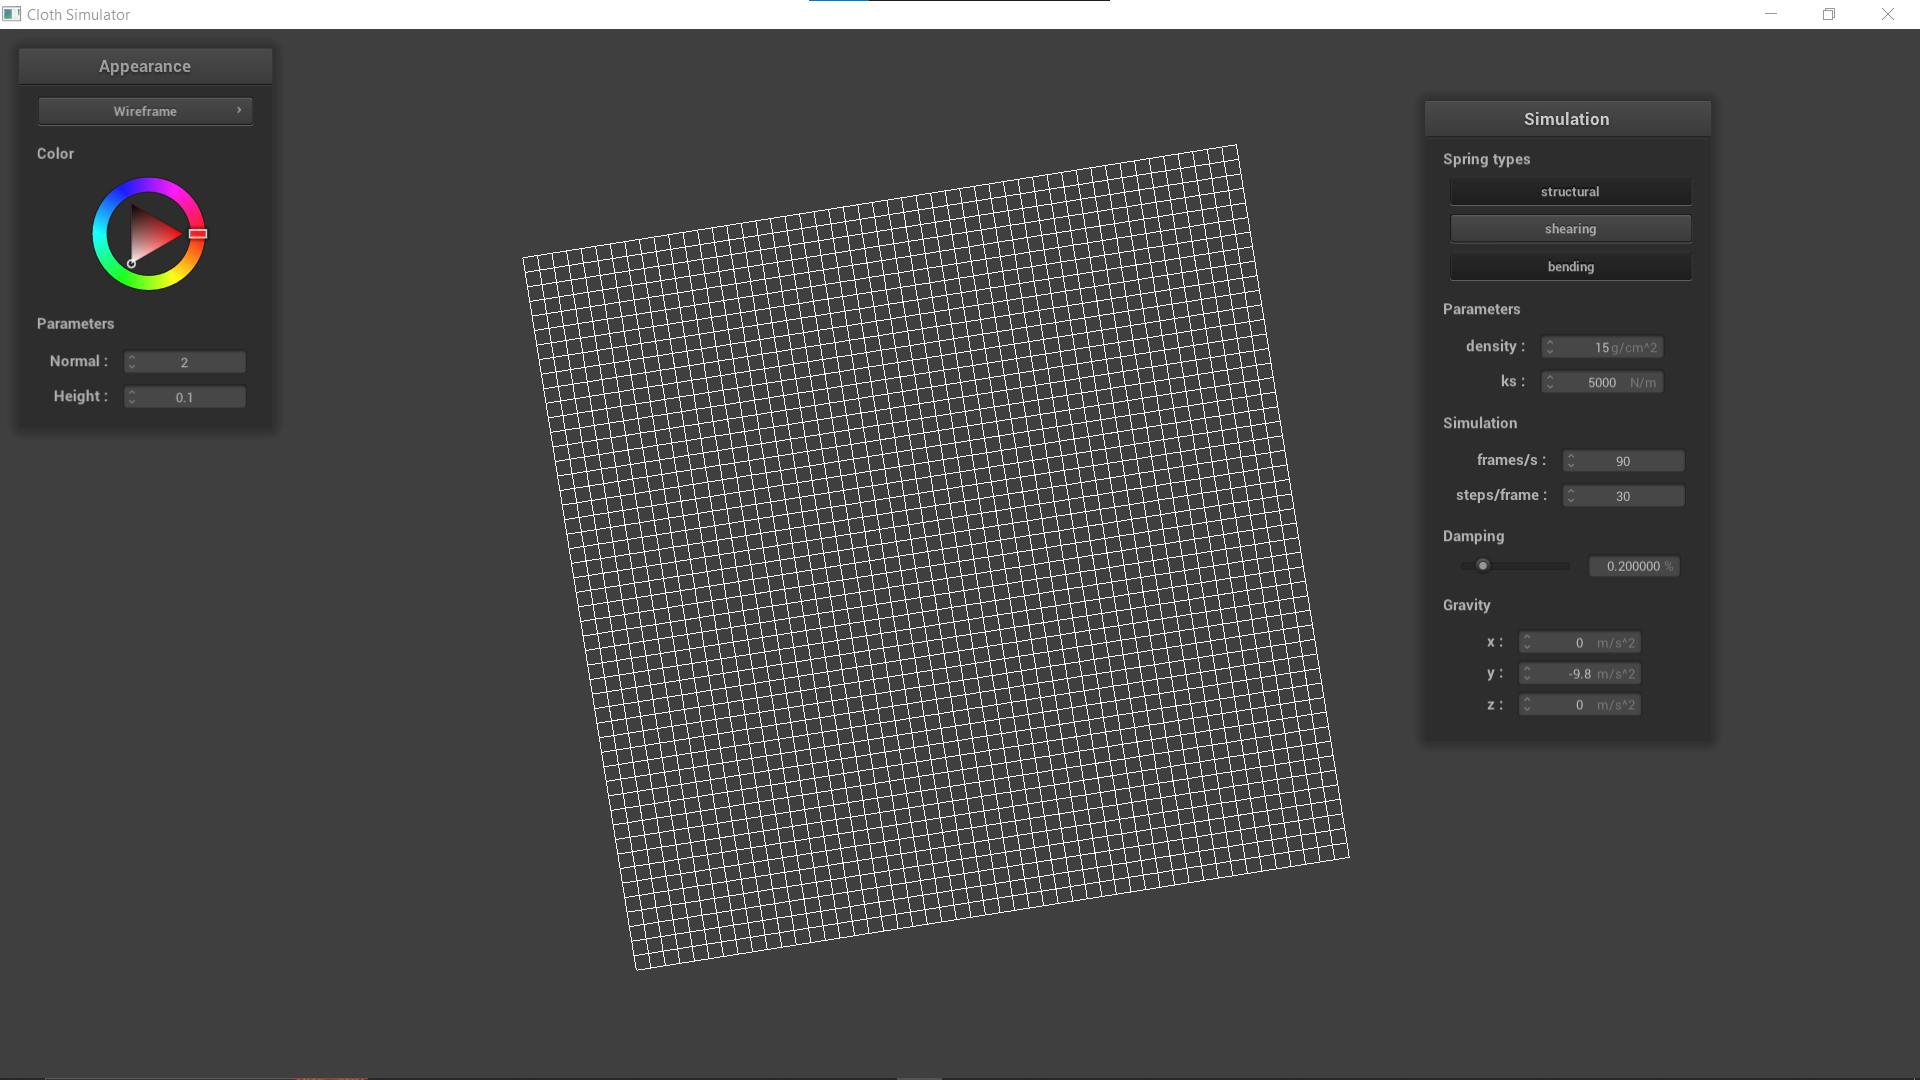 Cloth Simulator
Appearance
Wireframe
Color
Parameters
Normal : 2
Height : 0.1
Simulation
Spring types
structural
shearing
bending
Parameters
density : 15 g/cm^2
ks : 5000 N/m
Simulation
frames/s : 90
steps/frame : 30
Damping
0.200000 %
Gravity
x : 0 m/s^2
y : -9.8 m/s^2
z : 0 m/s^2